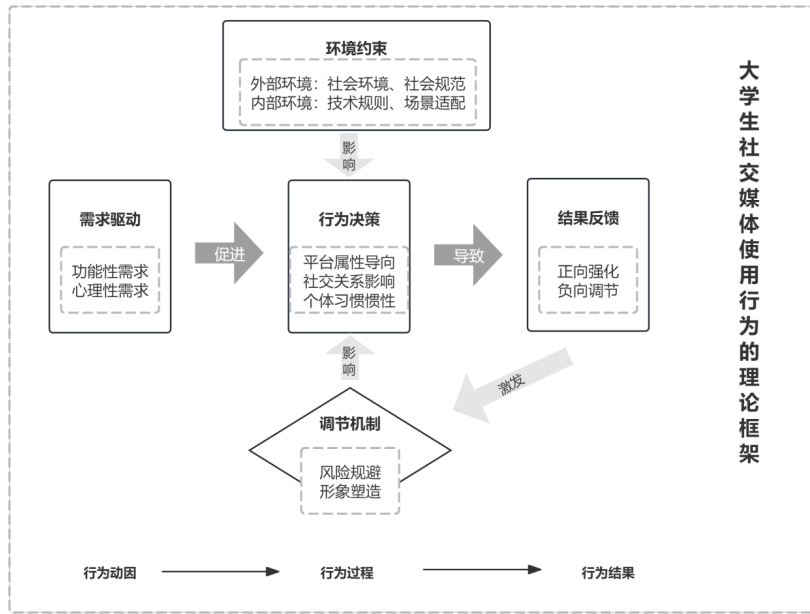 环境约束
外部环境：社会环境、社会规范
内部环境：技术规则、场景适配
影响
需求驱动
功能性需求
心理性需求
促进
行为决策
平台属性导向
社交关系影响
个体习惯惯性
导致
结果反馈
正向强化
负向调节
影响
激发
调节机制
风险规避
形象塑造
行为动因
行为过程
行为结果
大学生社交媒体使用行为的理论框架